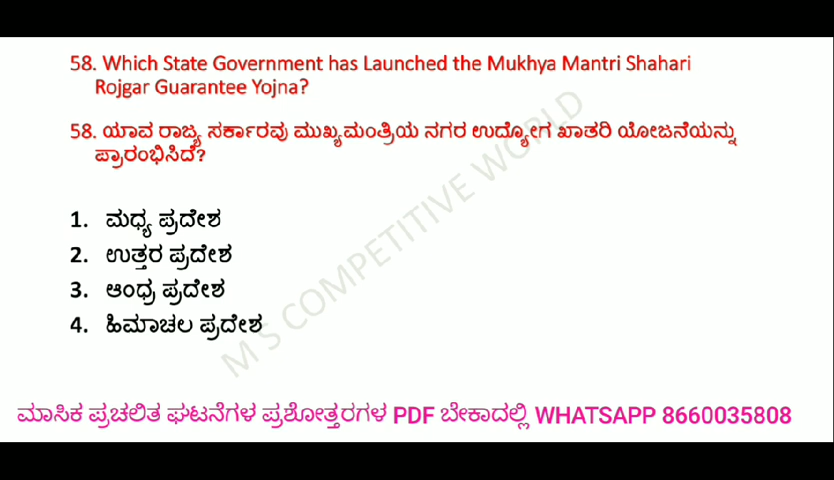 58. Which State Government has Launched the Mukhya Mantri Shahari
Rojgar Guarantee Yojna?
58. ಯಾವ ರಾಜ್ಯ ಸರ್ಕಾರವು ಮುಖ್ಯಮಂತ್ರಿಯ ನಗರ ಉದ್ಯೋಗ ಖಾತರಿ ಯೋಜನೆಯನ್ನು
ಪ್ರಾರಂಭಿಸಿದೆ?
1. ಮಧ್ಯ ಪ್ರದೇಶ
2. ಉತ್ತರ ಪ್ರದೇಶ
3. ಆಂಧ್ರ ಪ್ರದೇಶ
4. ಹಿಮಾಚಲ ಪ್ರದೇಶ
M S COMPETITIVE WORLD
ಮಾಸಿಕ ಪ್ರಚಲಿತ ಘಟನೆಗಳ ಪ್ರಶೋತ್ತರಗಳ PDF ಬೇಕಾದಲ್ಲಿ WHATSAPP 8660035808